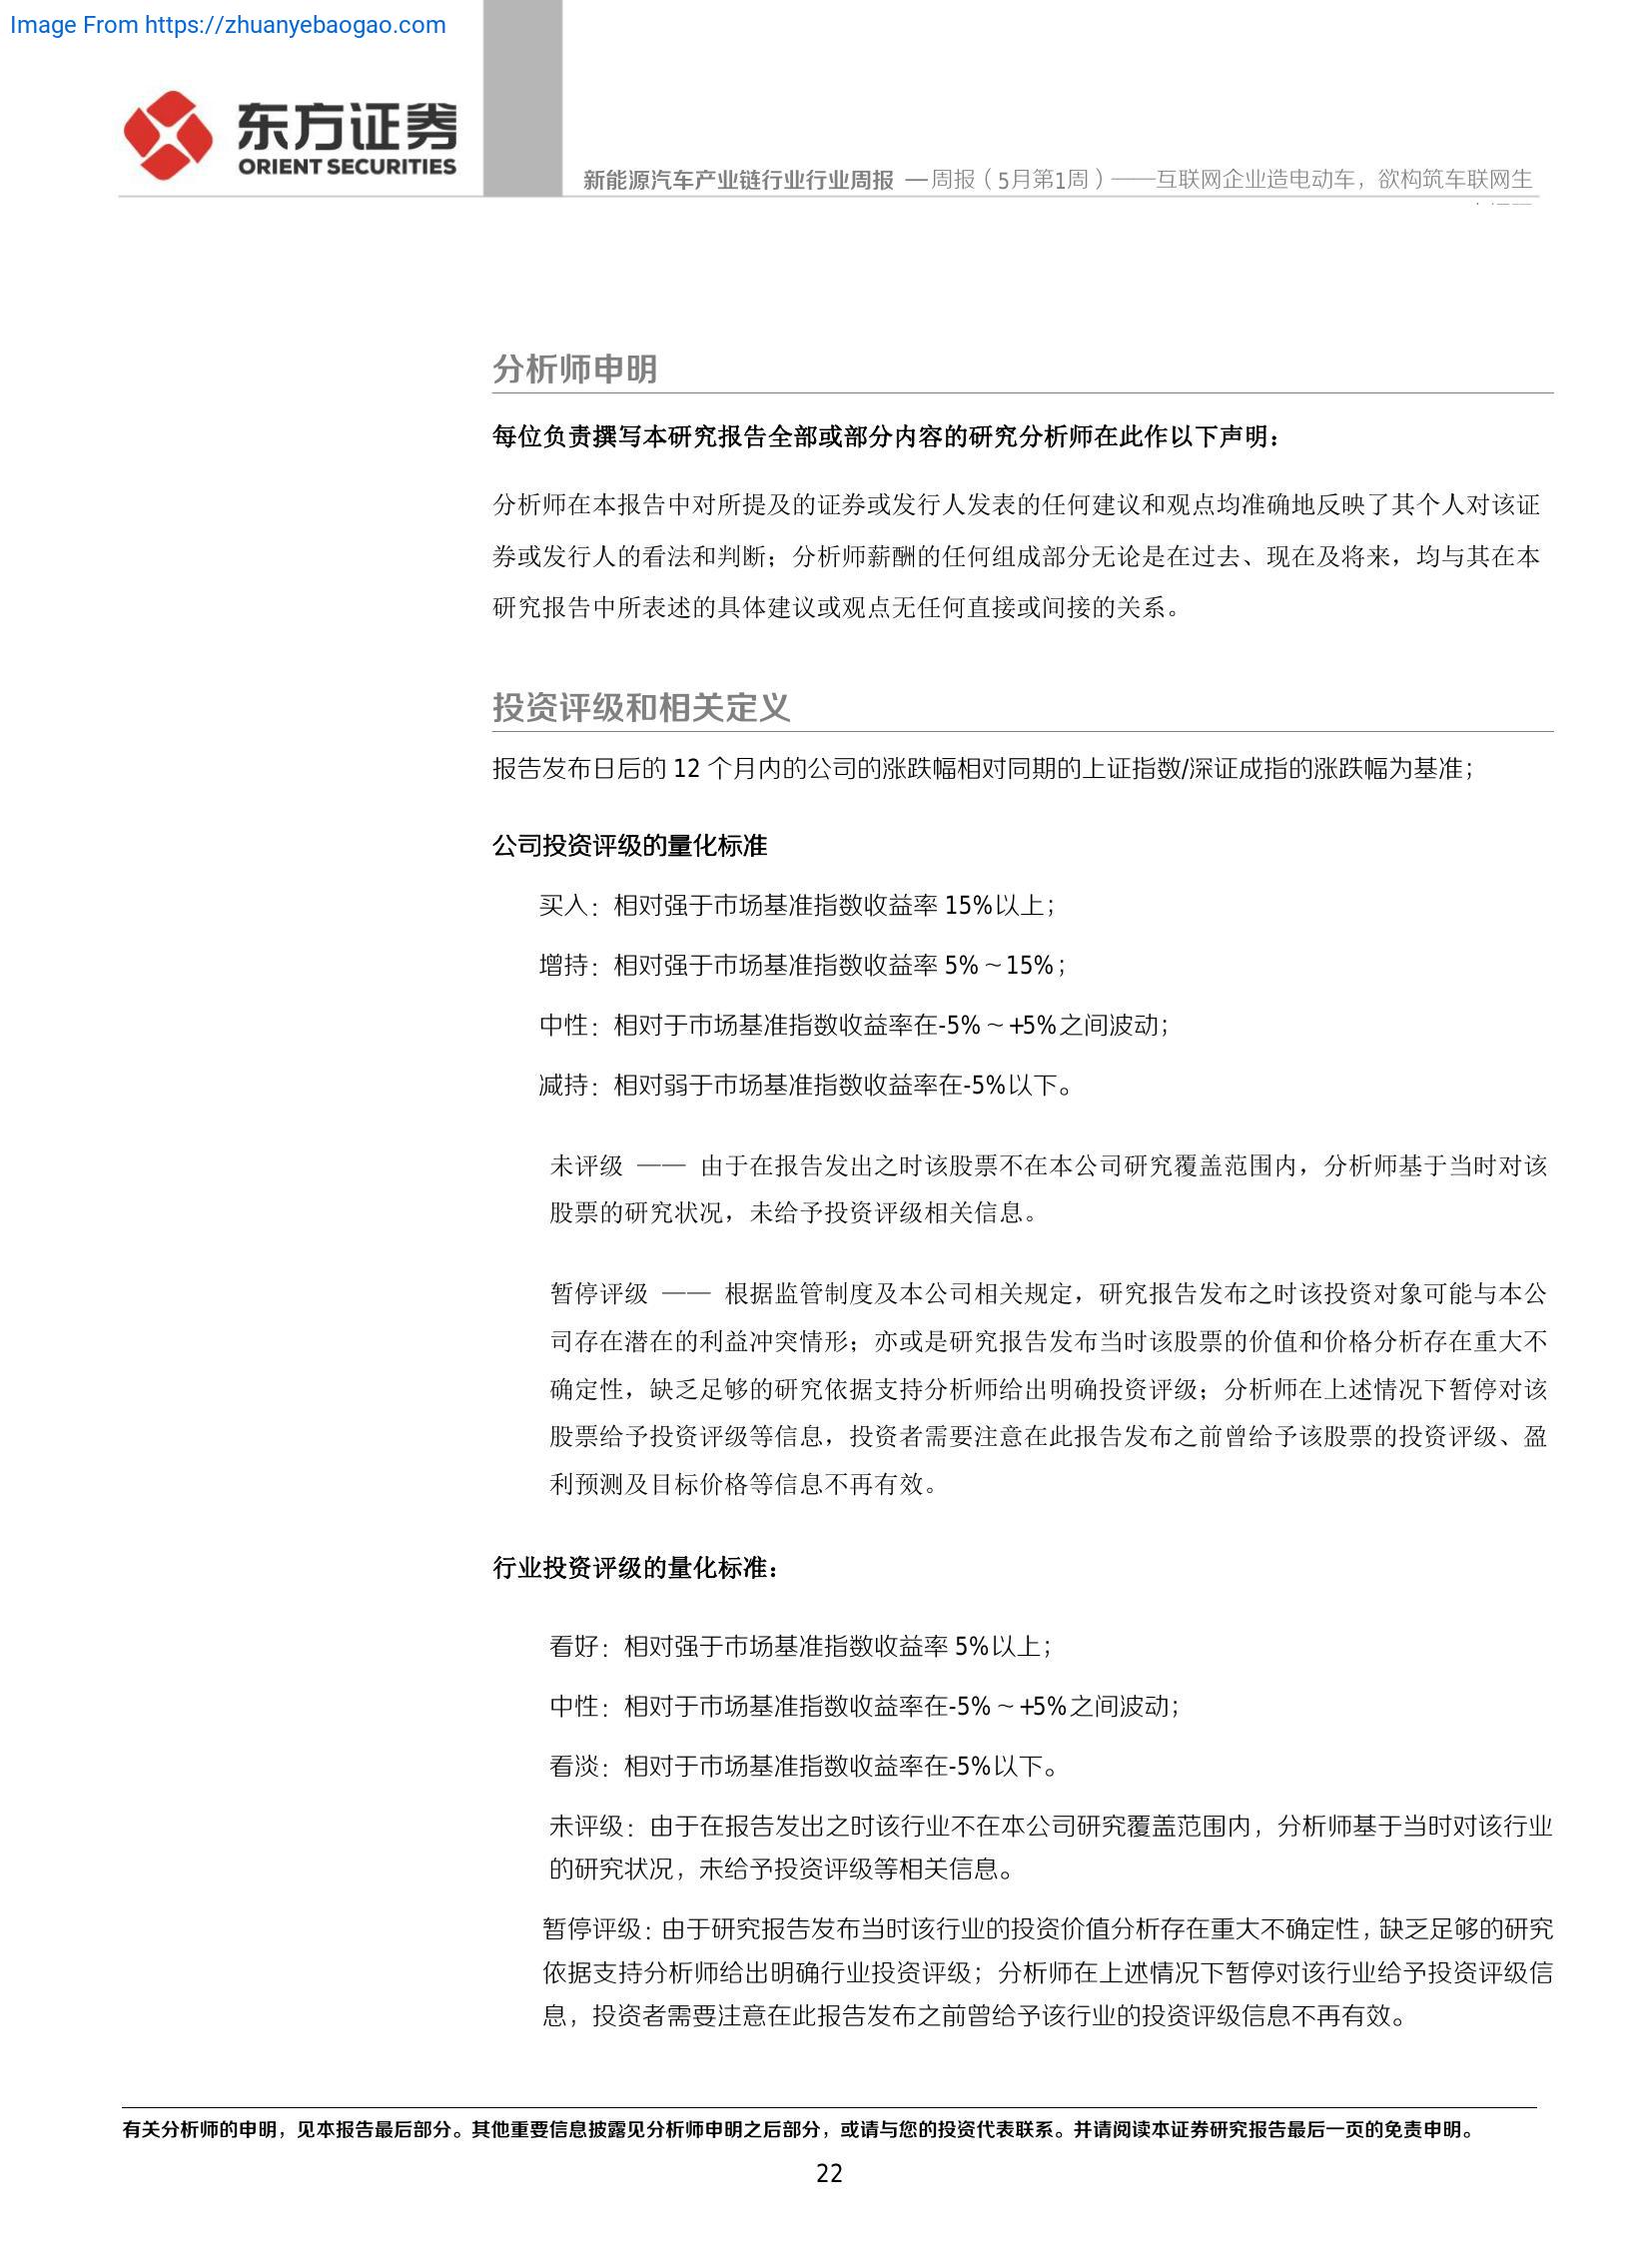 Image From https://zhuanyebaogao.com
东方证券
ORIENT SECURITIES
新能源汽车产业链行业行业周报 — 周报（5月第1周）——互联网企业造电动车，欲构筑车联网生
分析师申明
每位负责撰写本研究报告全部或部分内容的研究分析师在此作以下声明：
分析师在本报告中对所提及的证券或发行人发表的任何建议和观点均准确地反映了其个人对该证
券或发行人的看法和判断；分析师薪酬的任何组成部分无论是在过去、现在及将来，均与其在本
研究报告中所表述的具体建议或观点无任何直接或间接的关系。
投资评级和相关定义
报告发布日后的 12 个月内的公司的涨跌幅相对同期的上证指数/深证成指的涨跌幅为基准；
公司投资评级的量化标准
买入：相对强于市场基准指数收益率 15%以上；
增持：相对强于市场基准指数收益率 5%～15%；
中性：相对于市场基准指数收益率在-5%～+5%之间波动；
减持：相对弱于市场基准指数收益率在-5%以下。
未评级 —— 由于在报告发出之时该股票不在本公司研究覆盖范围内，分析师基于当时对该
股票的研究状况，未给予投资评级相关信息。
暂停评级 —— 根据监管制度及本公司相关规定，研究报告发布之时该投资对象可能与本公
司存在潜在的利益冲突情形；亦或是研究报告发布当时该股票的价值和价格分析存在重大不
确定性，缺乏足够的研究依据支持分析师给出明确投资评级；分析师在上述情况下暂停对该
股票给予投资评级等信息，投资者需要注意在此报告发布之前曾给予该股票的投资评级、盈
利预测及目标价格等信息不再有效。
行业投资评级的量化标准：
看好：相对强于市场基准指数收益率 5%以上；
中性：相对于市场基准指数收益率在-5%～+5%之间波动；
看淡：相对于市场基准指数收益率在-5%以下。
未评级：由于在报告发出之时该行业不在本公司研究覆盖范围内，分析师基于当时对该行业
的研究状况，未给予投资评级等相关信息。
暂停评级：由于研究报告发布当时该行业的投资价值分析存在重大不确定性，缺乏足够的研究
依据支持分析师给出明确行业投资评级；分析师在上述情况下暂停对该行业给予投资评级信
息，投资者需要注意在此报告发布之前曾给予该行业的投资评级信息不再有效。
有关分析师的申明，见本报告最后部分。其他重要信息披露见分析师申明之后部分，或请与您的投资代表联系。并请阅读本证券研究报告最后一页的免责申明。
22